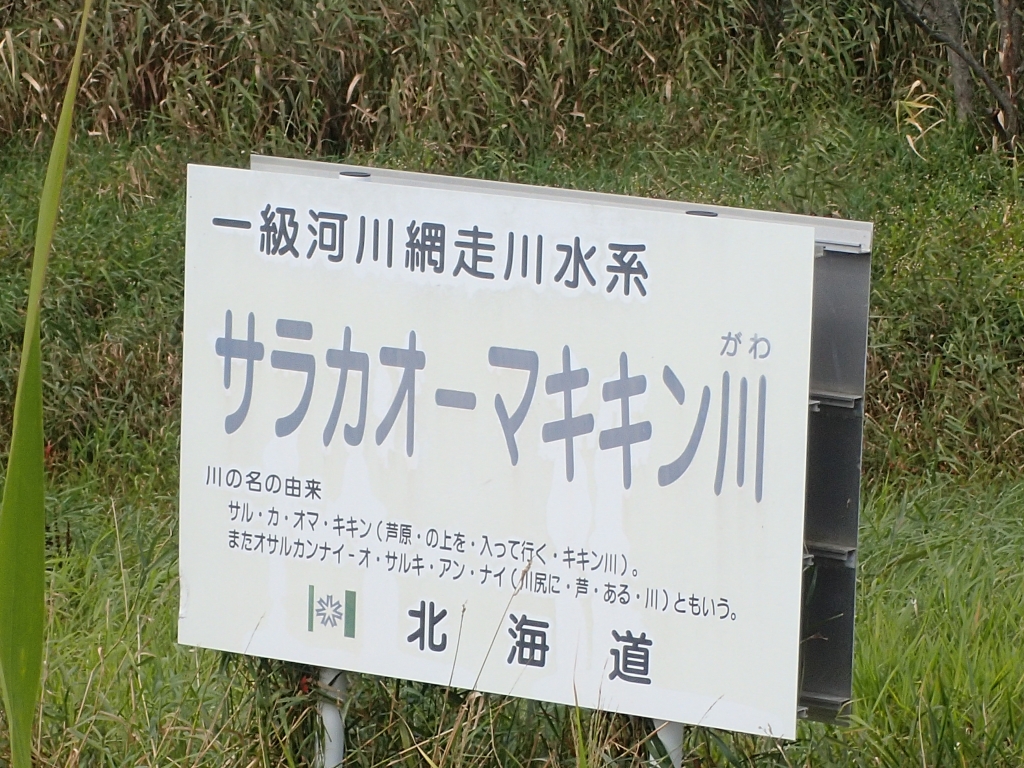 一級河川網走川水系
がわ
サラカオーマキキン川
川の名の由来
サル・カ・オマ・キキン(芦原・の上を・入って行く・キキン川)。
またオサルカンナイーオ・サルキ・アン・ナイ(川尻に・芦・ある・川)ともいう。
北海道